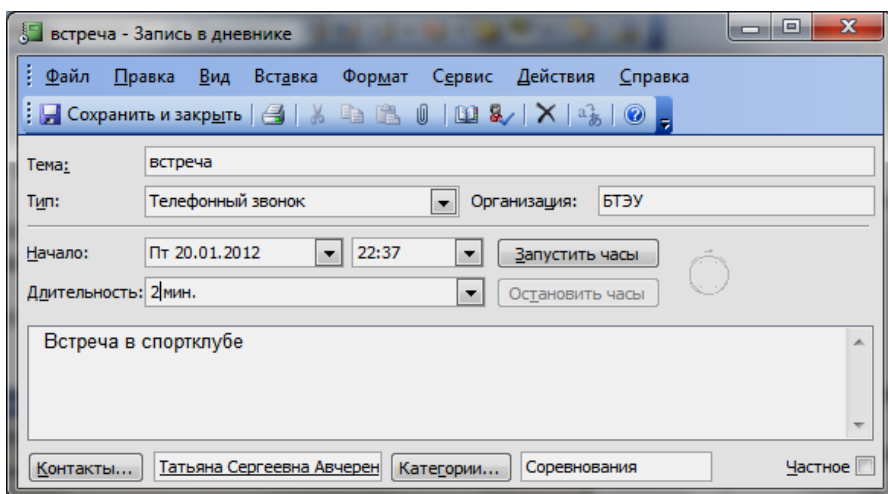 встреча - Запись в дневнике
Файл Правка Вид Вставка Формат Сервис Действия Справка
Сохранить и закрыть
Тема: встреча
Тип: Телефонный звонок Организация: БТЭУ
Начало: Пт 20.01.2012 22:37 Запустить часы
Длительность: 2 мин. Остановить часы
Встреча в спортклубе
Контакты... Татьяна Сергеевна Авчерен Категории... Соревнования Частное